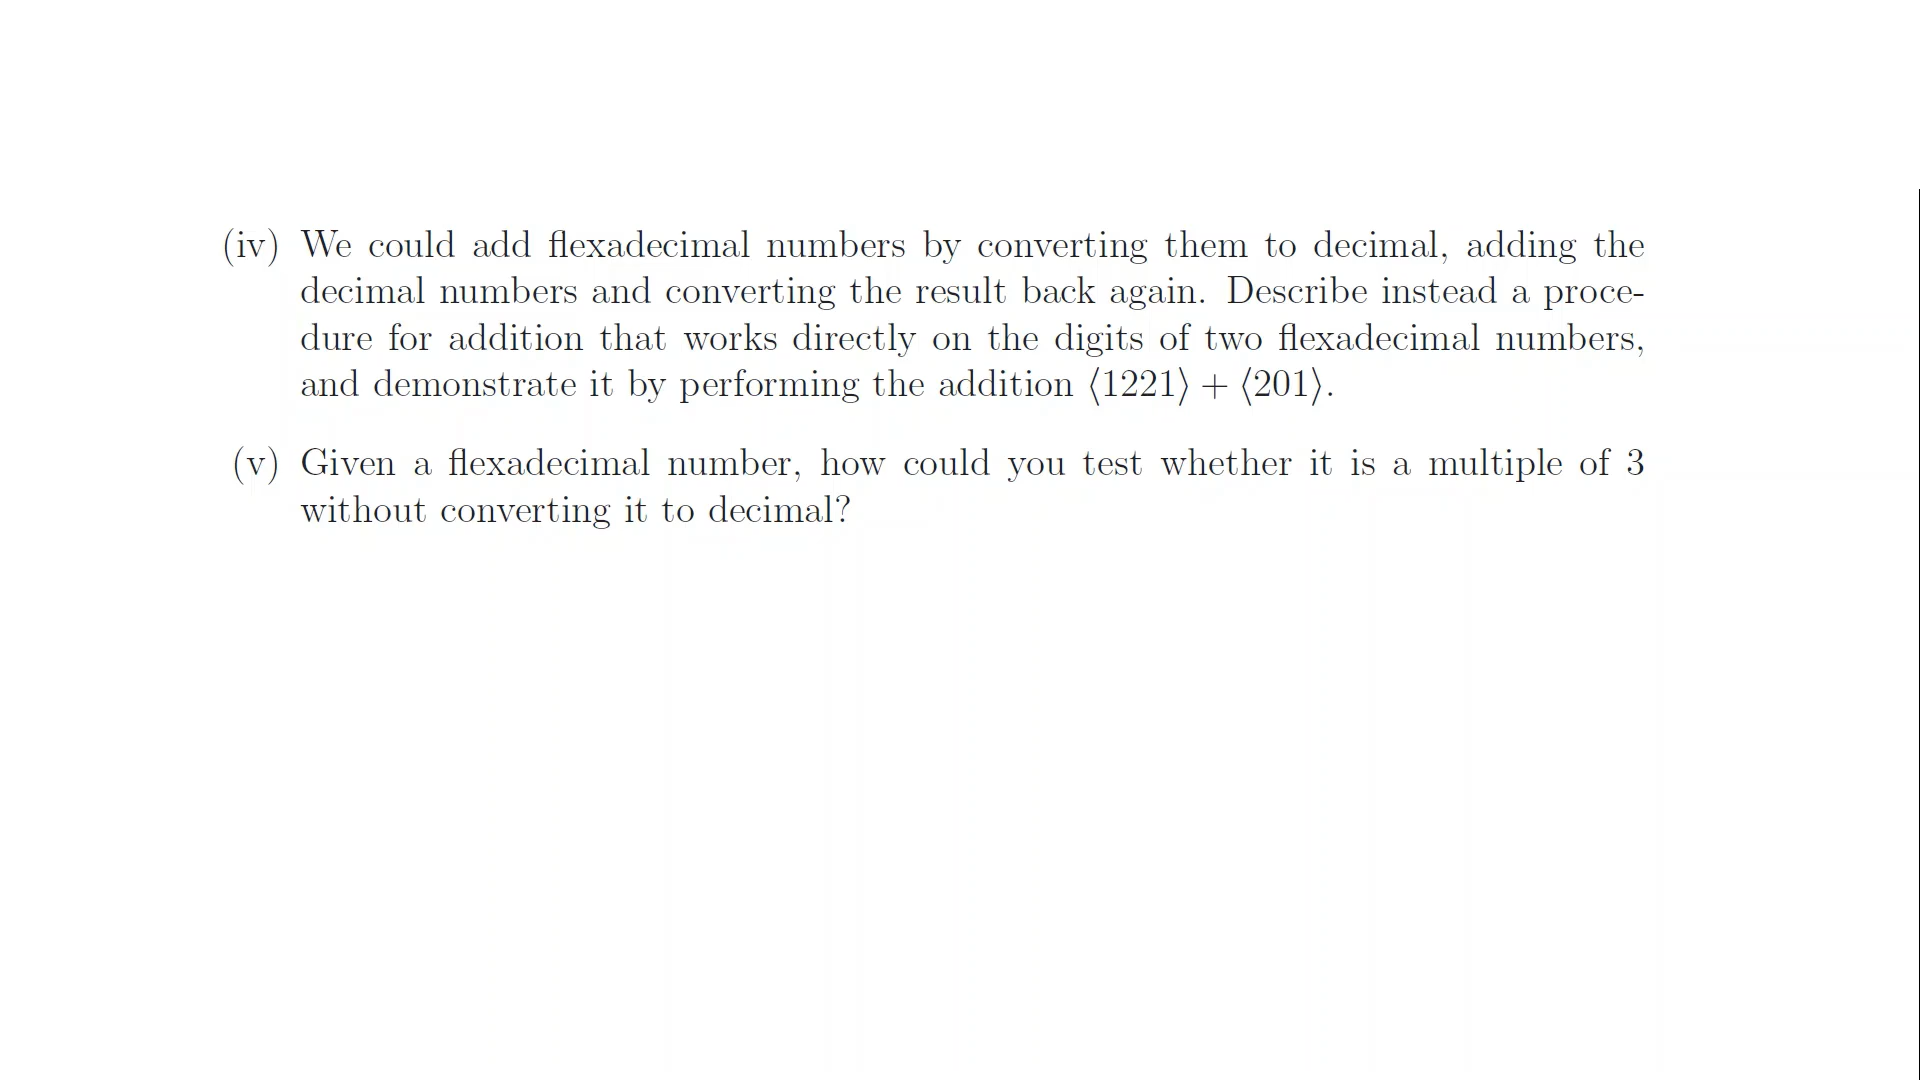 (iv) We could add flexadecimal numbers by converting them to decimal, adding the
decimal numbers and converting the result back again. Describe instead a proce-
dure for addition that works directly on the digits of two flexadecimal numbers,
and demonstrate it by performing the addition ⟨1221⟩ + ⟨201⟩.
(v) Given a flexadecimal number, how could you test whether it is a multiple of 3
without converting it to decimal?